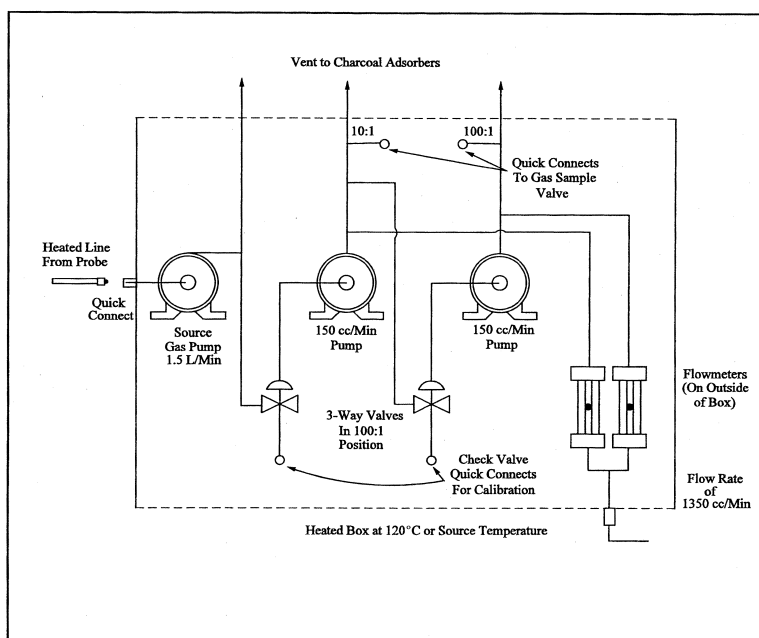 Vent to Charcoal Adsorbers
10:1
100:1
Quick Connects
To Gas Sample
Valve
Heated Line
From Probe
Quick
Connect
Source
Gas Pump
1.5 L/Min
150 cc/Min
Pump
150 cc/Min
Pump
3-Way Valves
In 100:1
Position
Flowmeters
(On Outside
of Box)
Check Valve
Quick Connects
For Calibration
Flow Rate
of
1350 cc/Min
Heated Box at 120°C or Source Temperature